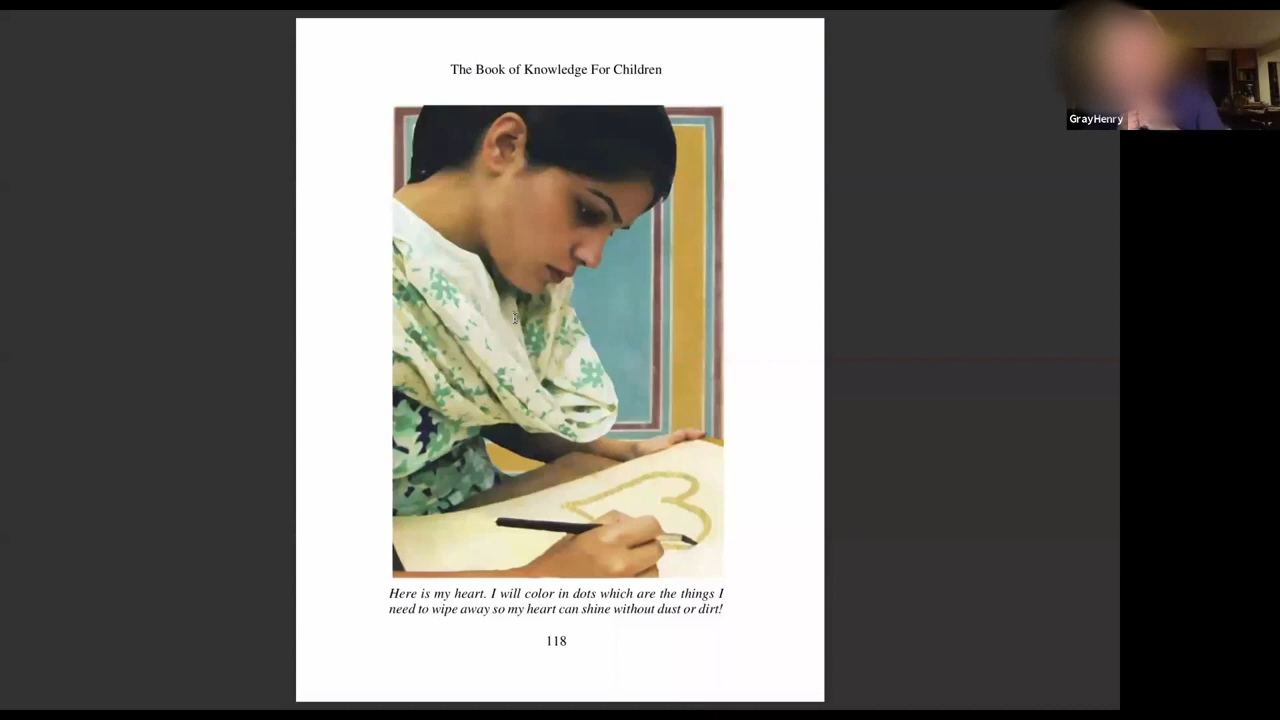 The Book of Knowledge For Children
GrayHenry
Here is my heart. I will color in dots which are the things I
need to wipe away so my heart can shine without dust or dirt!
118